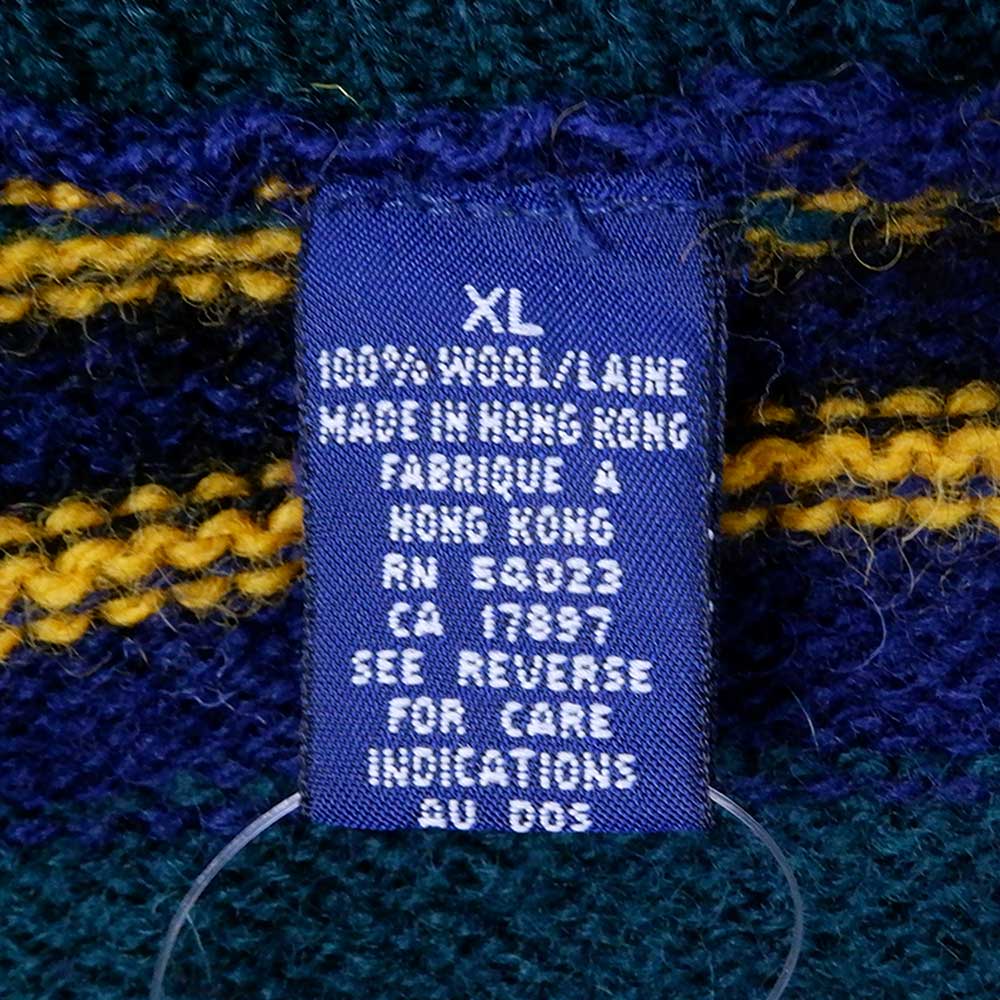 XL
100% WOOL/LAINE
MADE IN HONG KONG
FABRIQUE A
HONG KONG
RN 54023
CA 17897
SEE REVERSE
FOR CARE
INDICATIONS
AU DOS